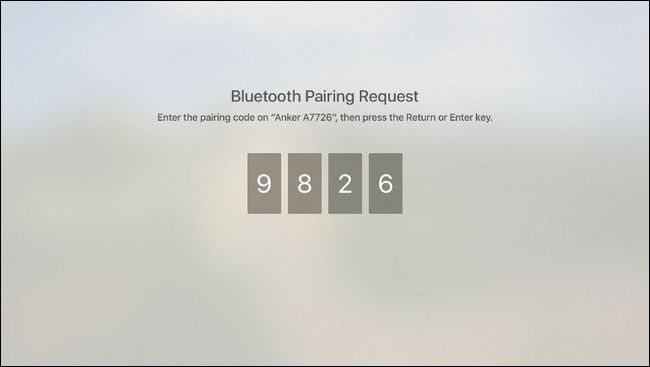 Bluetooth Pairing Request
Enter the pairing code on “Anker A7726”, then press the Return or Enter key.
9 8 2 6